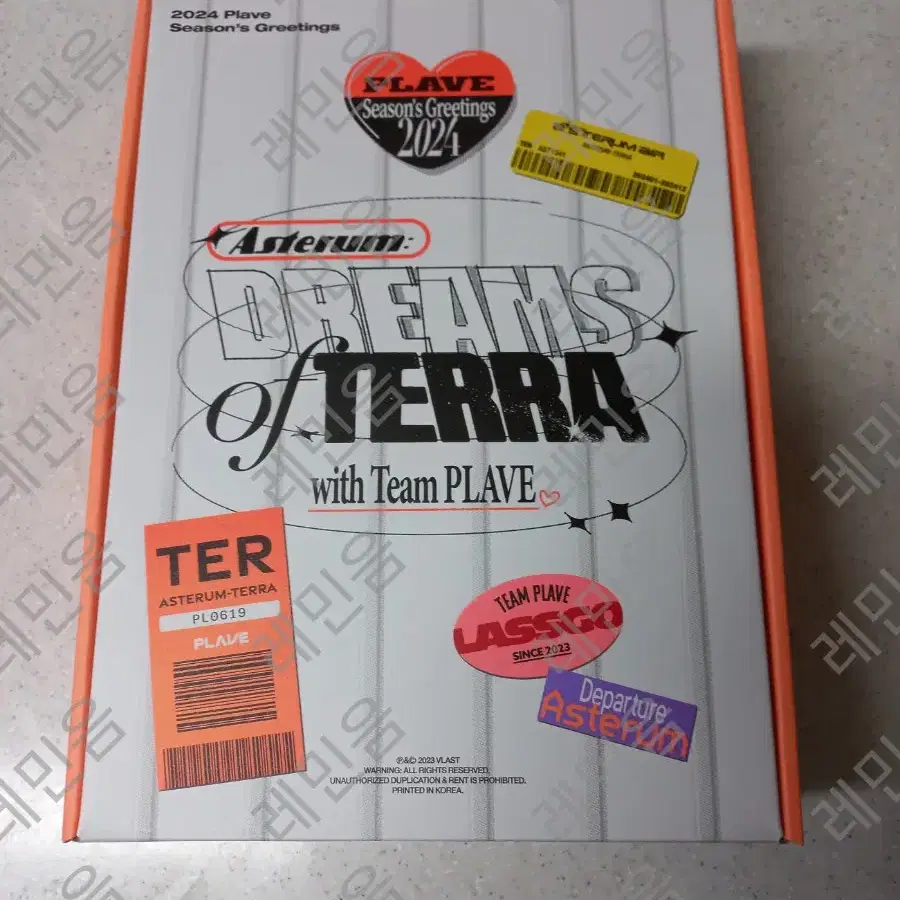 2024 Plave
Season's Greetings
PLAVE
Season's Greetings
2024
ASTERUM AIR
Asterum:
DREAMS
of TERRA
with Team PLAVE
TER
ASTERUM-TERRA
PL0619
PLAVE
TEAM PLAVE
LASSGO
SINCE 2023
Departure
Asterum
℗&© 2023 VLAST
WARNING: ALL RIGHTS RESERVED.
UNAUTHORIZED DUPLICATION & RENT IS PROHIBITED.
PRINTED IN KOREA.
레민음